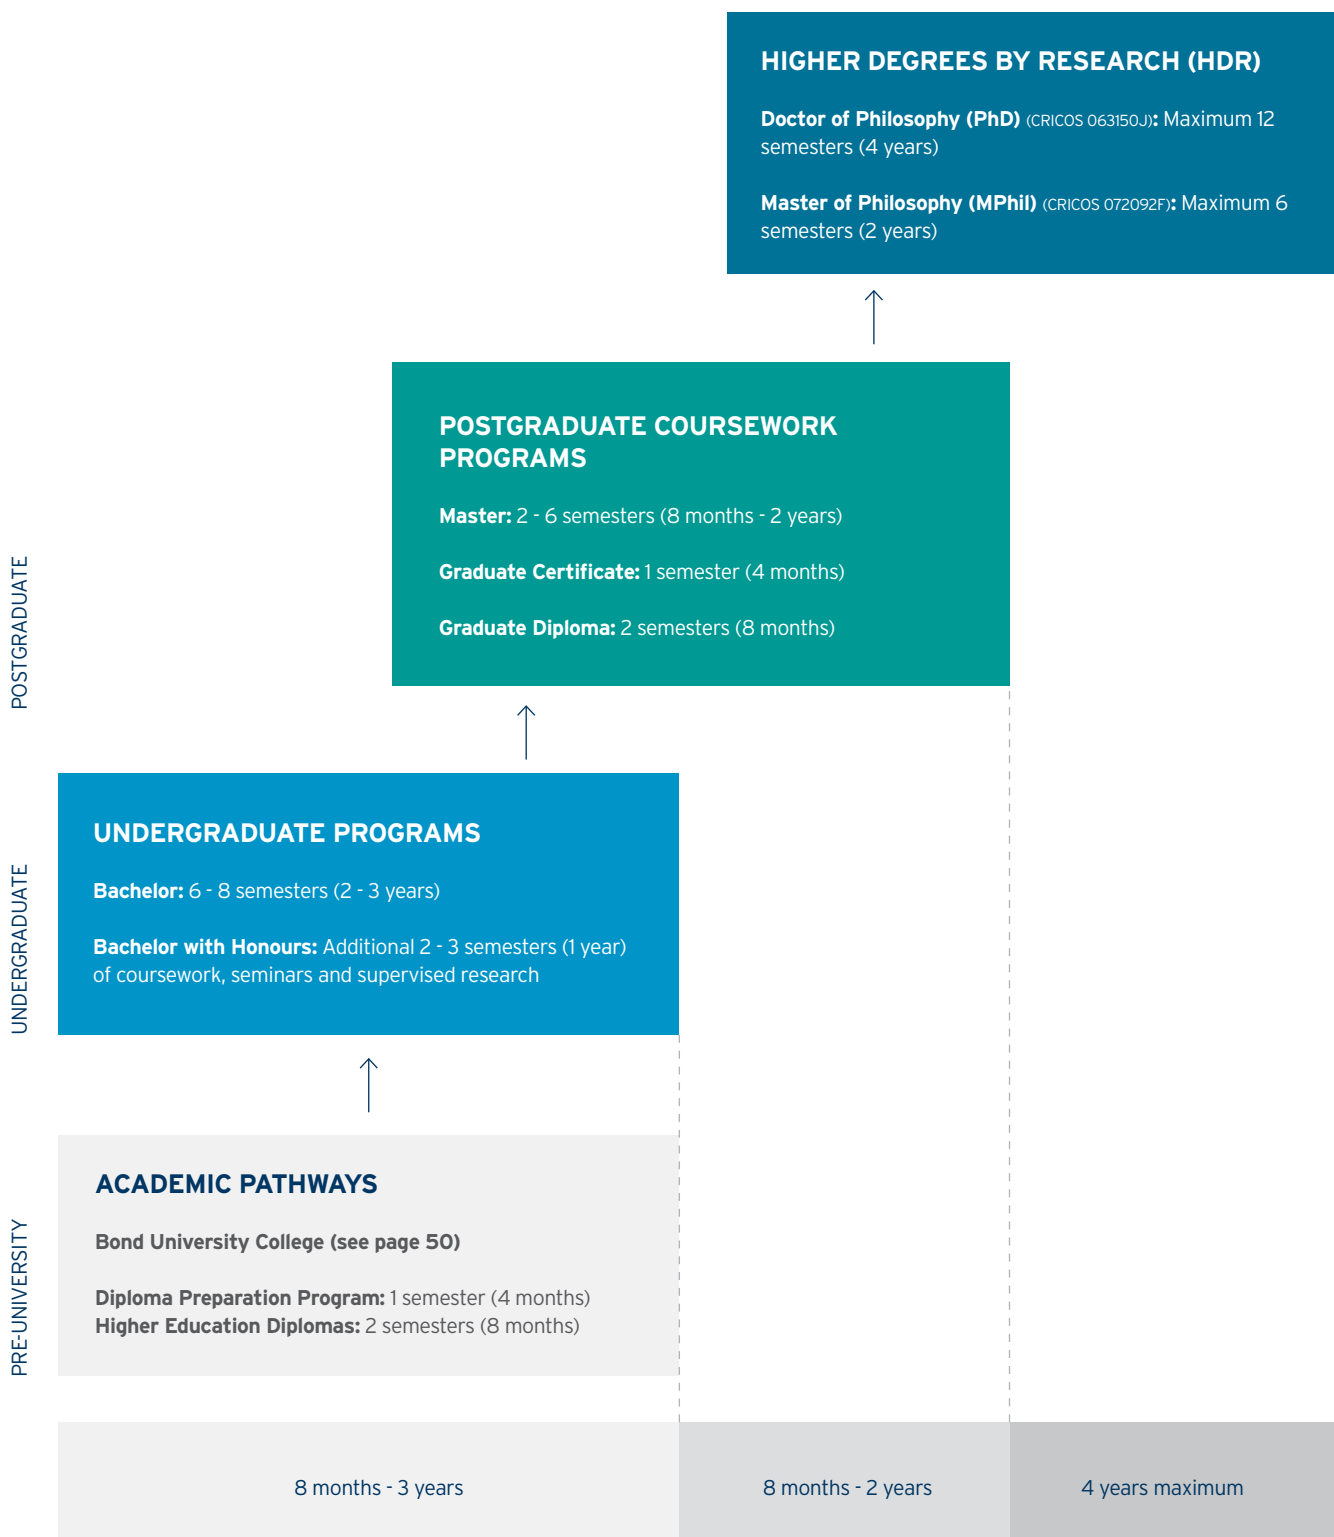 HIGHER DEGREES BY RESEARCH (HDR)
Doctor of Philosophy (PhD) (CRICOS 063150J): Maximum 12
semesters (4 years)
Master of Philosophy (MPhil) (CRICOS 072092F): Maximum 6
semesters (2 years)
POSTGRADUATE COURSEWORK
PROGRAMS
Master: 2 - 6 semesters (8 months - 2 years)
Graduate Certificate: 1 semester (4 months)
Graduate Diploma: 2 semesters (8 months)
POSTGRADUATE
UNDERGRADUATE PROGRAMS
Bachelor: 6 - 8 semesters (2 - 3 years)
Bachelor with Honours: Additional 2 - 3 semesters (1 year)
of coursework, seminars and supervised research
UNDERGRADUATE
ACADEMIC PATHWAYS
Bond University College (see page 50)
Diploma Preparation Program: 1 semester (4 months)
Higher Education Diplomas: 2 semesters (8 months)
PRE-UNIVERSITY
8 months - 3 years
8 months - 2 years
4 years maximum